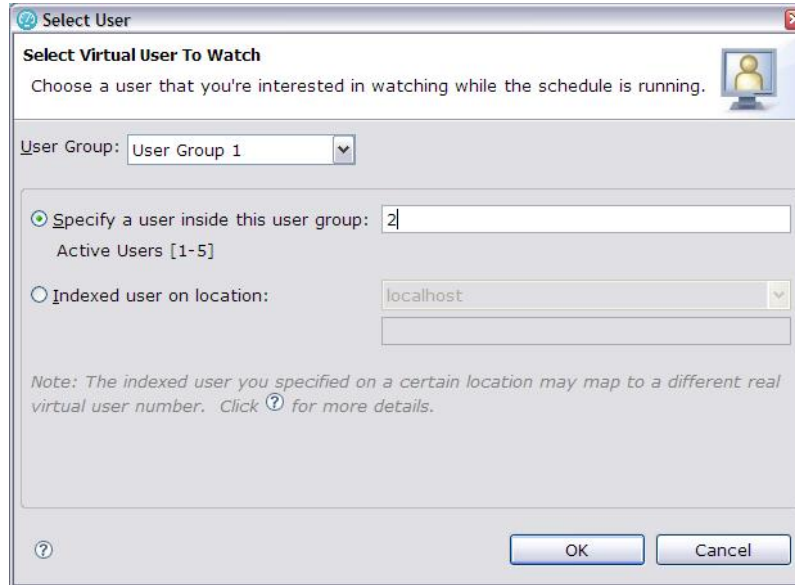 Select User
Select Virtual User To Watch
Choose a user that you're interested in watching while the schedule is running.
User Group: User Group 1
Specify a user inside this user group: 2
Active Users [1-5]
Indexed user on location: localhost
Note: The indexed user you specified on a certain location may map to a different real
virtual user number. Click ? for more details.
?
OK Cancel